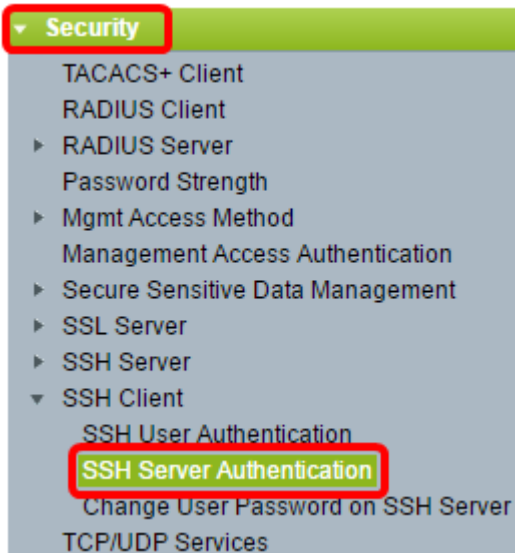 Security
TACACS+ Client
RADIUS Client
RADIUS Server
Password Strength
Mgmt Access Method
Management Access Authentication
Secure Sensitive Data Management
SSL Server
SSH Server
SSH Client
SSH User Authentication
SSH Server Authentication
Change User Password on SSH Server
TCP/UDP Services